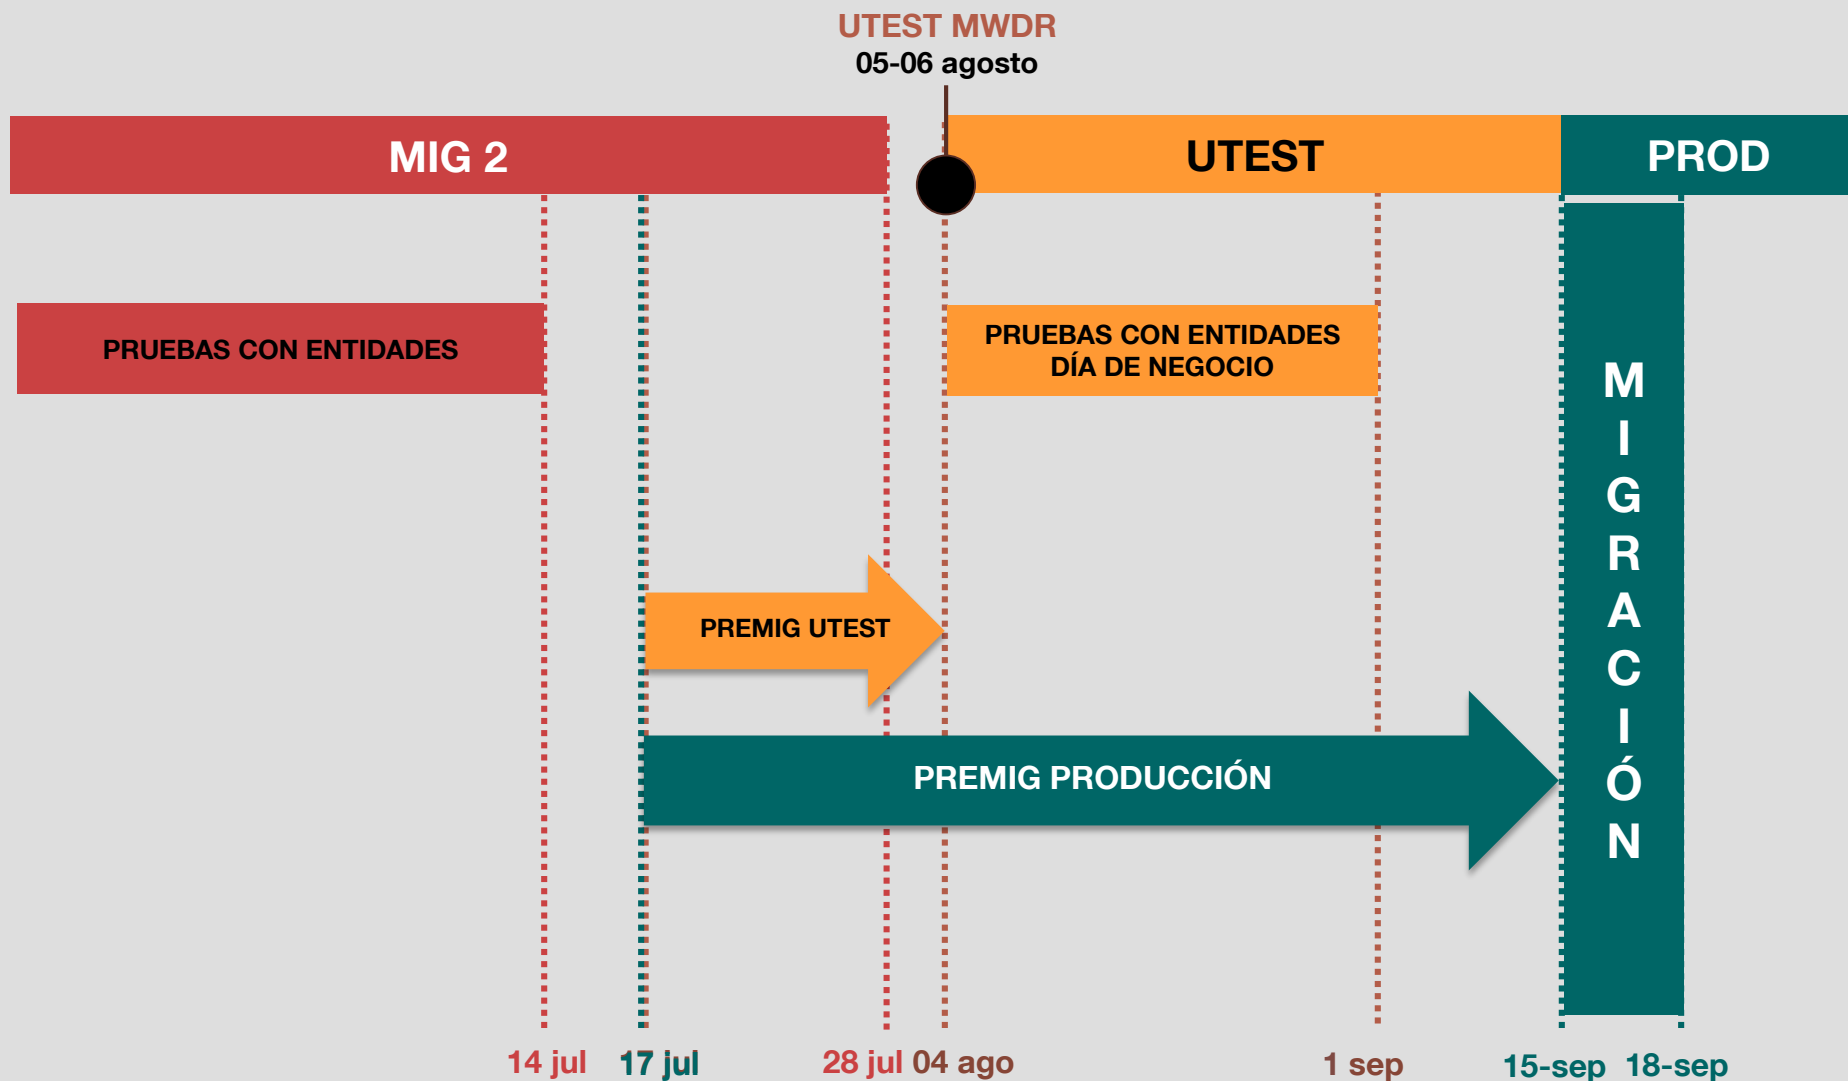 UTEST MWDR
05-06 agosto
MIG 2
UTEST
PROD
PRUEBAS CON ENTIDADES
PRUEBAS CON ENTIDADES
DÍA DE NEGOCIO
MIGRACIÓN
PREMIG UTEST
PREMIG PRODUCCIÓN
14 jul
17 jul
28 jul
04 ago
1 sep
15-sep
18-sep